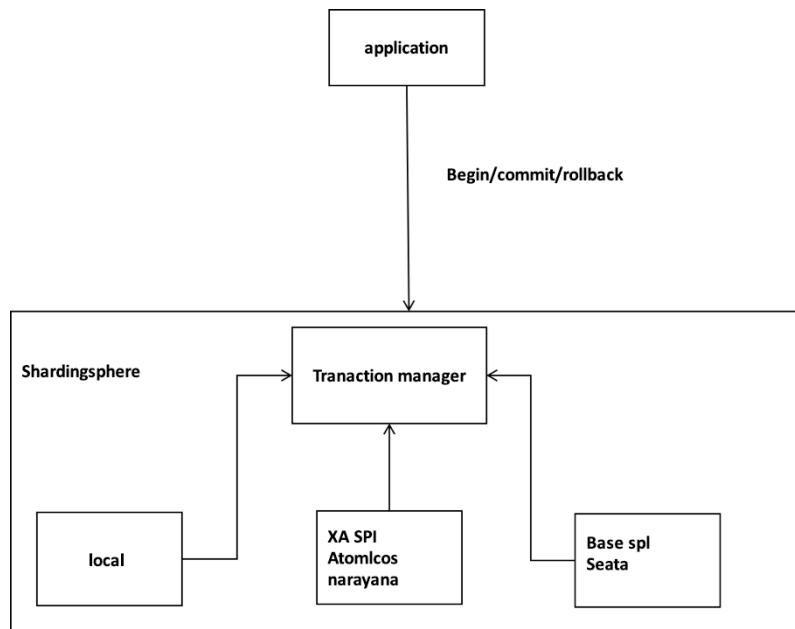 application
Begin/commit/rollback
Shardingsphere
Tranaction manager
local
XA SPI
Atomlcos
narayana
Base spl
Seata